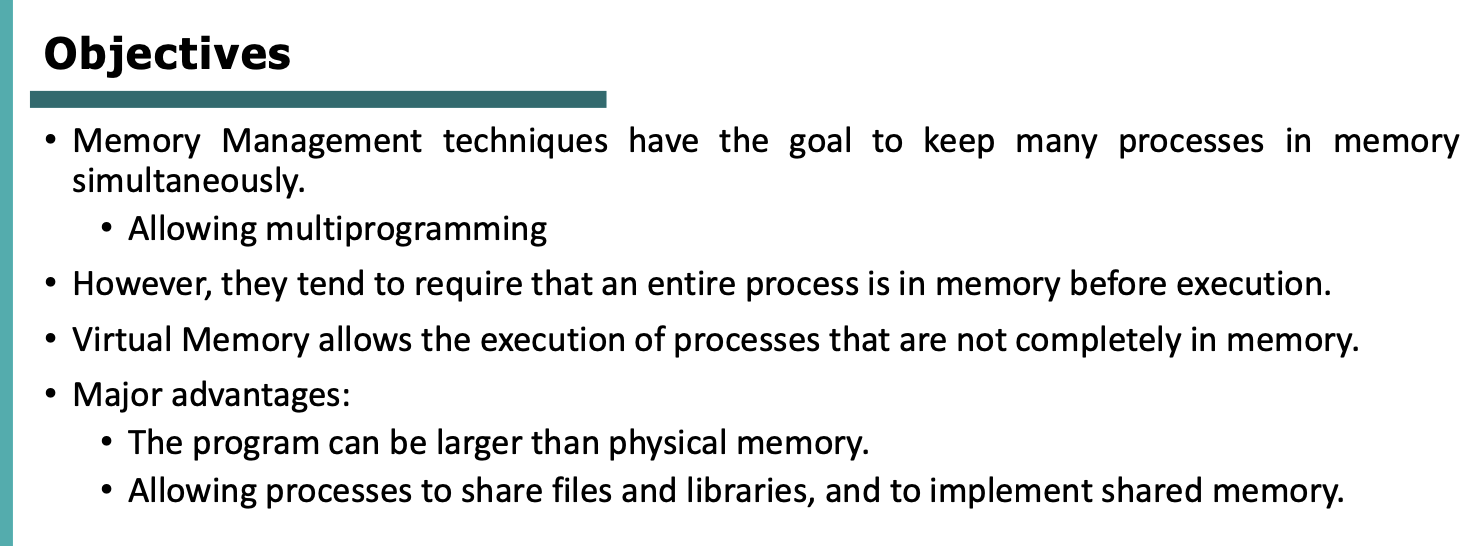 Objectives
• Memory Management techniques have the goal to keep many processes in memory
simultaneously.
• Allowing multiprogramming
• However, they tend to require that an entire process is in memory before execution.
• Virtual Memory allows the execution of processes that are not completely in memory.
• Major advantages:
• The program can be larger than physical memory.
• Allowing processes to share files and libraries, and to implement shared memory.